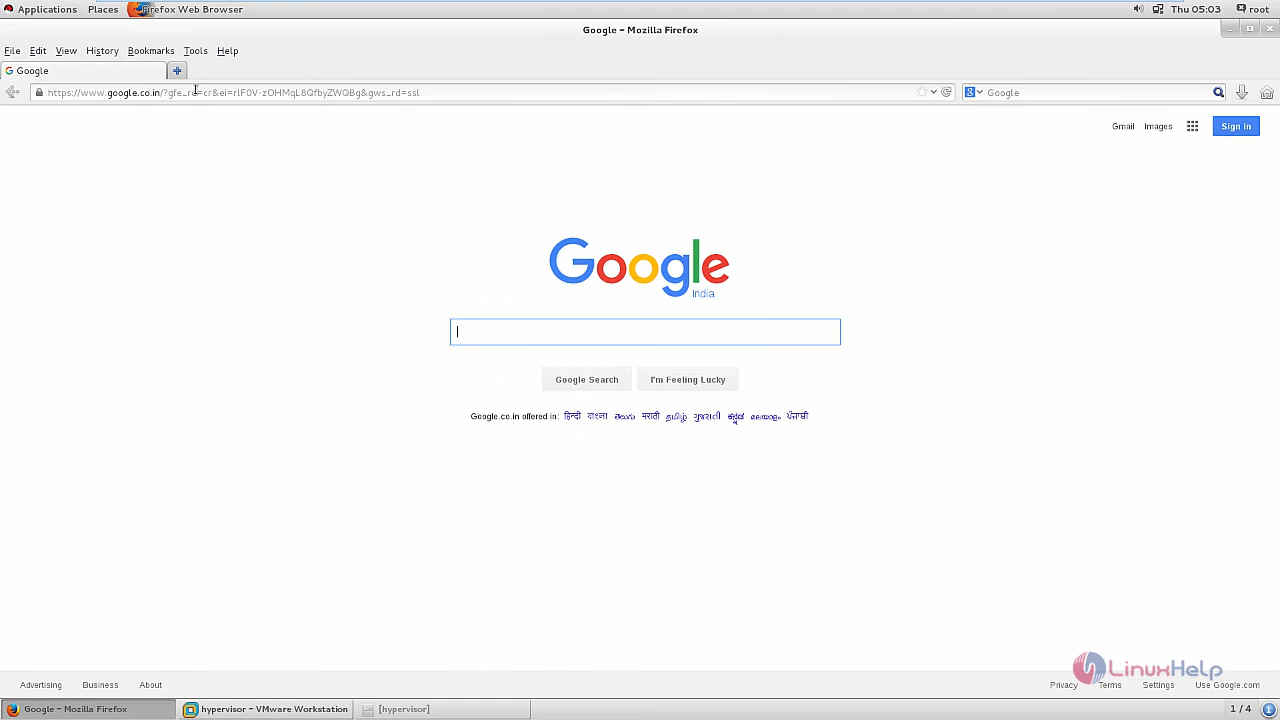 Applications Places Firefox Web Browser Thu 05:03 root
Google – Mozilla Firefox
File Edit View History Bookmarks Tools Help
Google
https://www.google.co.in/?gfe_rd=cr&ei=rlF0V-zOHMqL8QfbyZWQBg&gws_rd=ssl Google
Gmail Images Sign in
Google
India
Google Search I'm Feeling Lucky
Google.co.in offered in: हिन्दी বাংলা తెలుగు मराठी தமிழ் ગુજરાતી ಕನ್ನಡ മലയാളം ਪੰਜਾਬੀ
LinuxHelp
Advertising Business About Privacy Terms Settings Use Google.com
Google – Mozilla Firefox hypervisor – VMware Workstation [hypervisor] 1 / 4